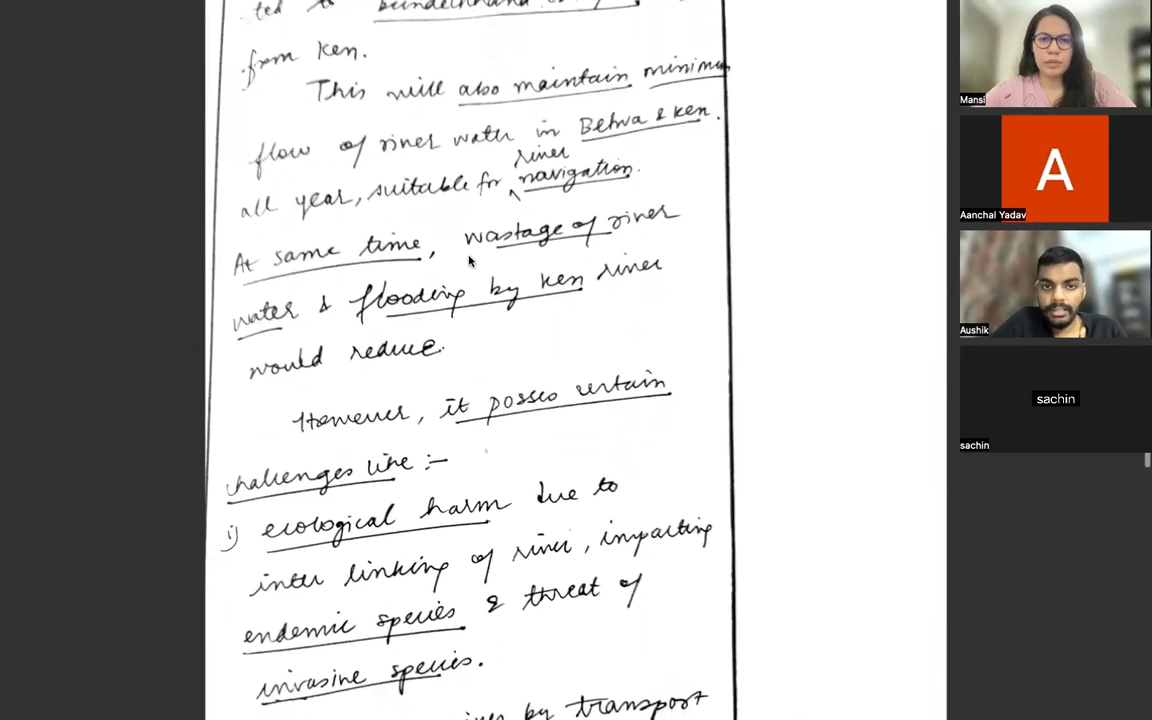 ted to bundelkhand
from ken.
This will also maintain minimum
flow of river water in Betwa & ken.
all year, suitable for river navigation.
At same time, wastage of river
water & flooding by ken river
would reduce.
However, it posses certain
challenges like :-
i) ecological harm due to
inter linking of river, impacting
endemic species & threat of
invasive species.
by transport
Mansi
A
Aanchal Yadav
Aushik
sachin
sachin